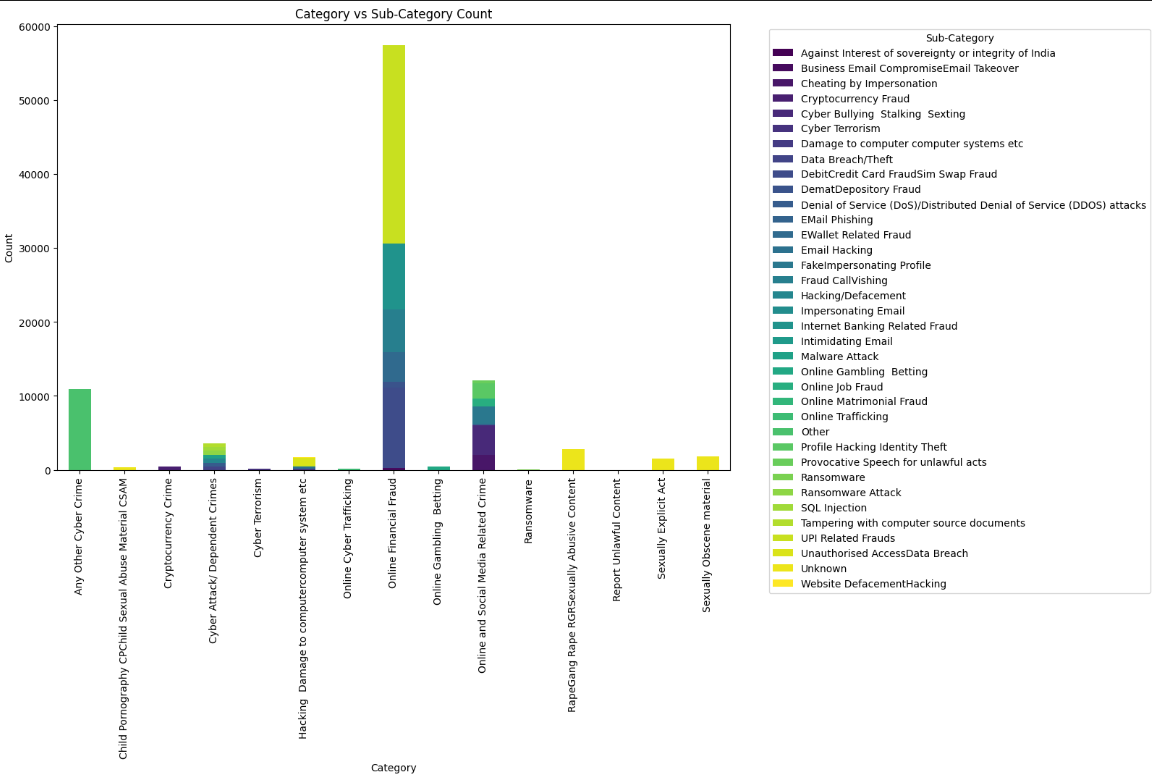 Category vs Sub-Category Count
60000
50000
40000
30000
20000
10000
0
Count
Any Other Cyber Crime
Child Pornography CPChild Sexual Abuse Material CSAM
Cryptocurrency Crime
Cyber Attack/ Dependent Crimes
Cyber Terrorism
Hacking  Damage to computercomputer system etc
Online Cyber Trafficking
Online Financial Fraud
Online Gambling  Betting
Online and Social Media Related Crime
Ransomware
RapeGang Rape RGRSexually Abusive Content
Report Unlawful Content
Sexually Explicit Act
Sexually Obscene material
Category
Sub-Category
Against Interest of sovereignty or integrity of India
Business Email CompromiseEmail Takeover
Cheating by Impersonation
Cryptocurrency Fraud
Cyber Bullying  Stalking  Sexting
Cyber Terrorism
Damage to computer computer systems etc
Data Breach/Theft
DebitCredit Card FraudSim Swap Fraud
DematDepository Fraud
Denial of Service (DoS)/Distributed Denial of Service (DDOS) attacks
EMail Phishing
EWallet Related Fraud
Email Hacking
FakeImpersonating Profile
Fraud CallVishing
Hacking/Defacement
Impersonating Email
Internet Banking Related Fraud
Intimidating Email
Malware Attack
Online Gambling  Betting
Online Job Fraud
Online Matrimonial Fraud
Online Trafficking
Other
Profile Hacking Identity Theft
Provocative Speech for unlawful acts
Ransomware
Ransomware Attack
SQL Injection
Tampering with computer source documents
UPI Related Frauds
Unauthorised AccessData Breach
Unknown
Website DefacementHacking